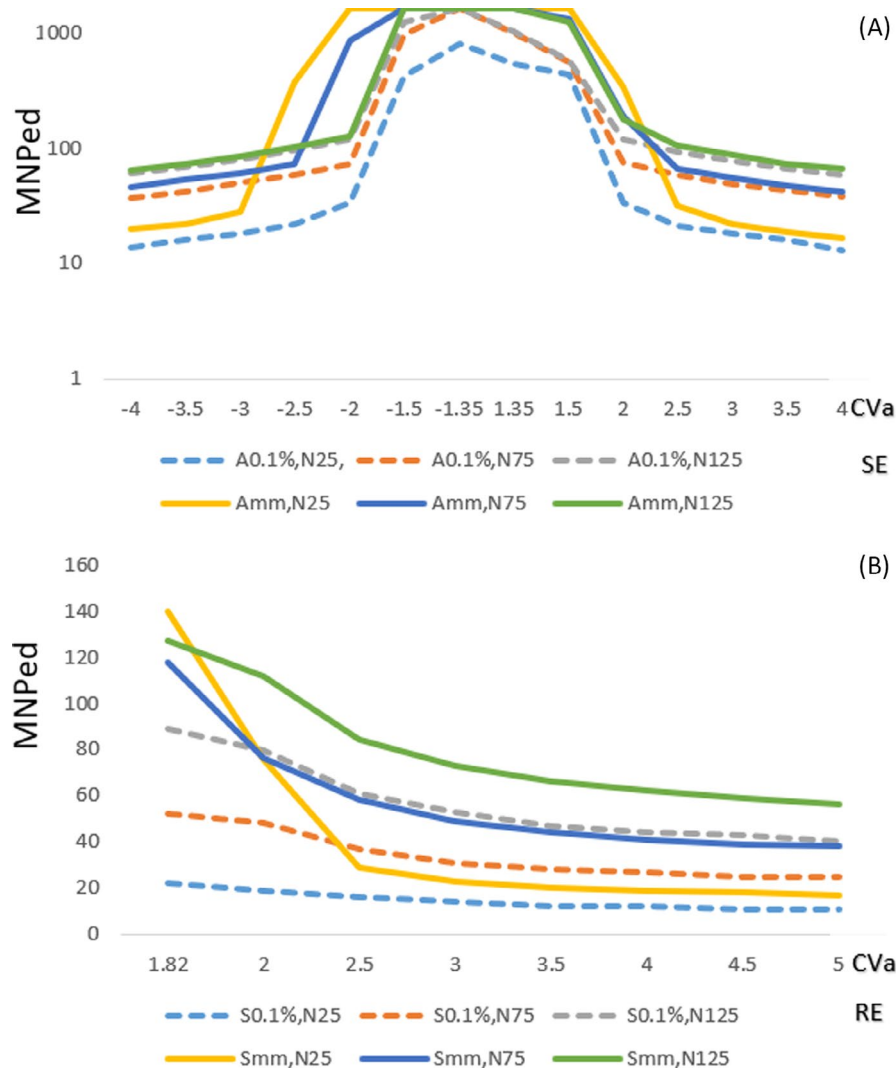 (A)
MNPed
1000
100
10
1
-4 -3.5 -3 -2.5 -2 -1.5 -1.35 1.35 1.5 2 2.5 3 3.5 4 CVa
A0.1%,N25, A0.1%,N75 A0.1%,N125
SE
Amm,N25 Amm,N75 Amm,N125
(B)
MNPed
160
140
120
100
80
60
40
20
0
1.82 2 2.5 3 3.5 4 4.5 5 CVa
S0.1%,N25 S0.1%,N75 S0.1%,N125
RE
Smm,N25 Smm,N75 Smm,N125